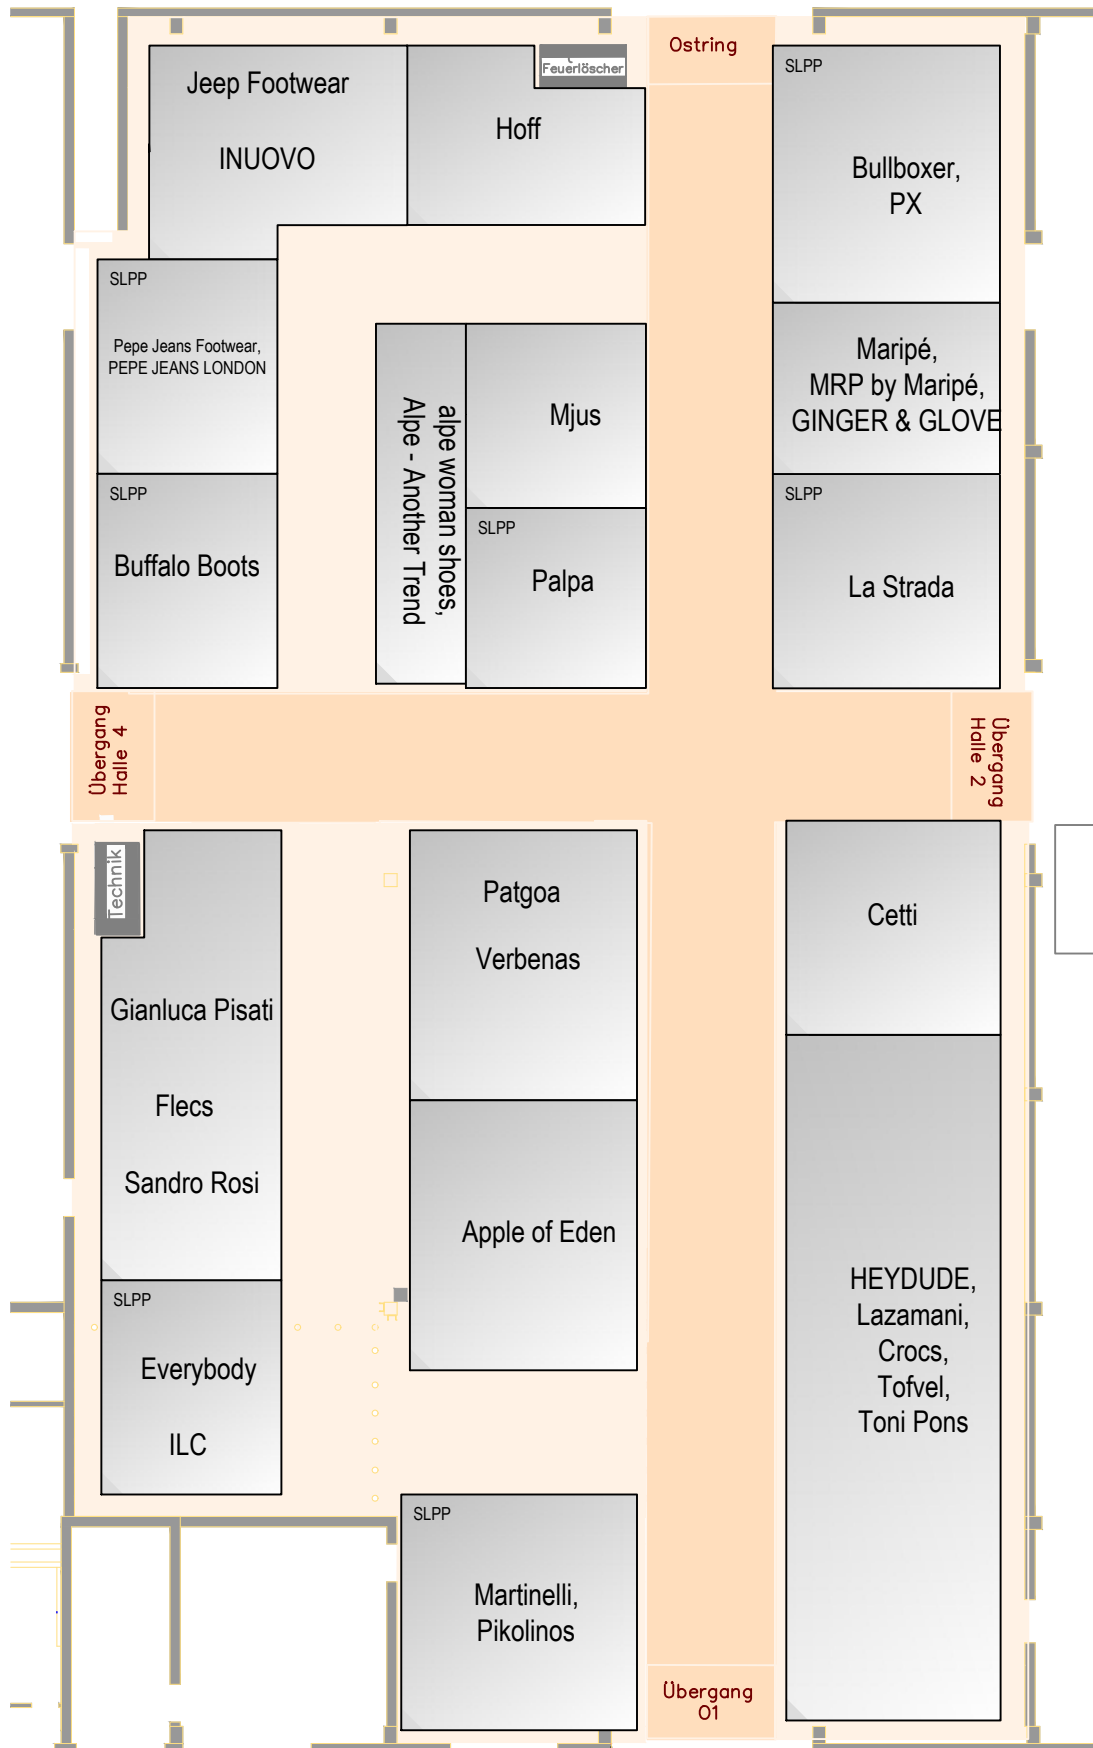 Ostring
Feuerlöscher
Jeep Footwear
INUOVO
Hoff
SLPP
Bullboxer,
PX
SLPP
Pepe Jeans Footwear,
PEPE JEANS LONDON
alpe woman shoes,
Alpe - Another Trend
Mjus
Maripé,
MRP by Maripé,
GINGER & GLOVE
SLPP
Buffalo Boots
SLPP
Palpa
SLPP
La Strada
Übergang
Halle 4
Übergang
Halle 2
Technik
Patgoa
Verbenas
Cetti
Gianluca Pisati
Flecs
Sandro Rosi
Apple of Eden
HEYDUDE,
Lazamani,
Crocs,
Tofvel,
Toni Pons
SLPP
Everybody
ILC
SLPP
Martinelli,
Pikolinos
Übergang
01